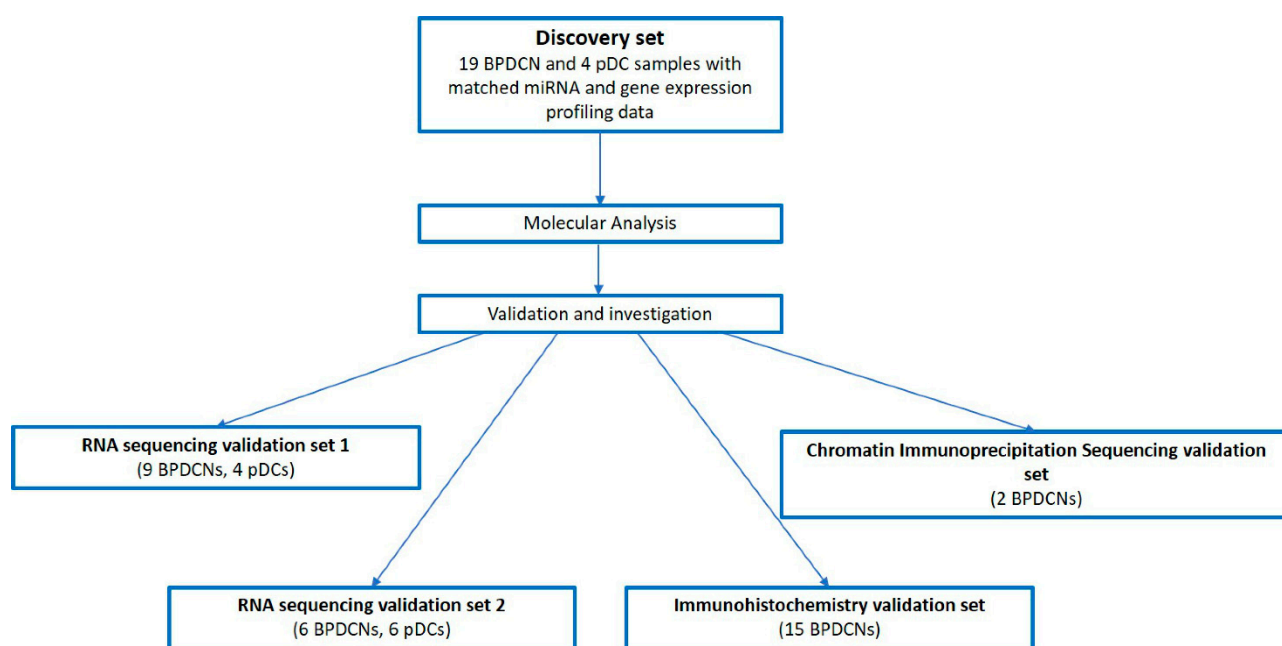 Discovery set
19 BPDCN and 4 pDC samples with
matched miRNA and gene expression
profiling data
Molecular Analysis
Validation and investigation
RNA sequencing validation set 1
(9 BPDCNs, 4 pDCs)
Chromatin Immunoprecipitation Sequencing validation
set
(2 BPDCNs)
RNA sequencing validation set 2
(6 BPDCNs, 6 pDCs)
Immunohistochemistry validation set
(15 BPDCNs)